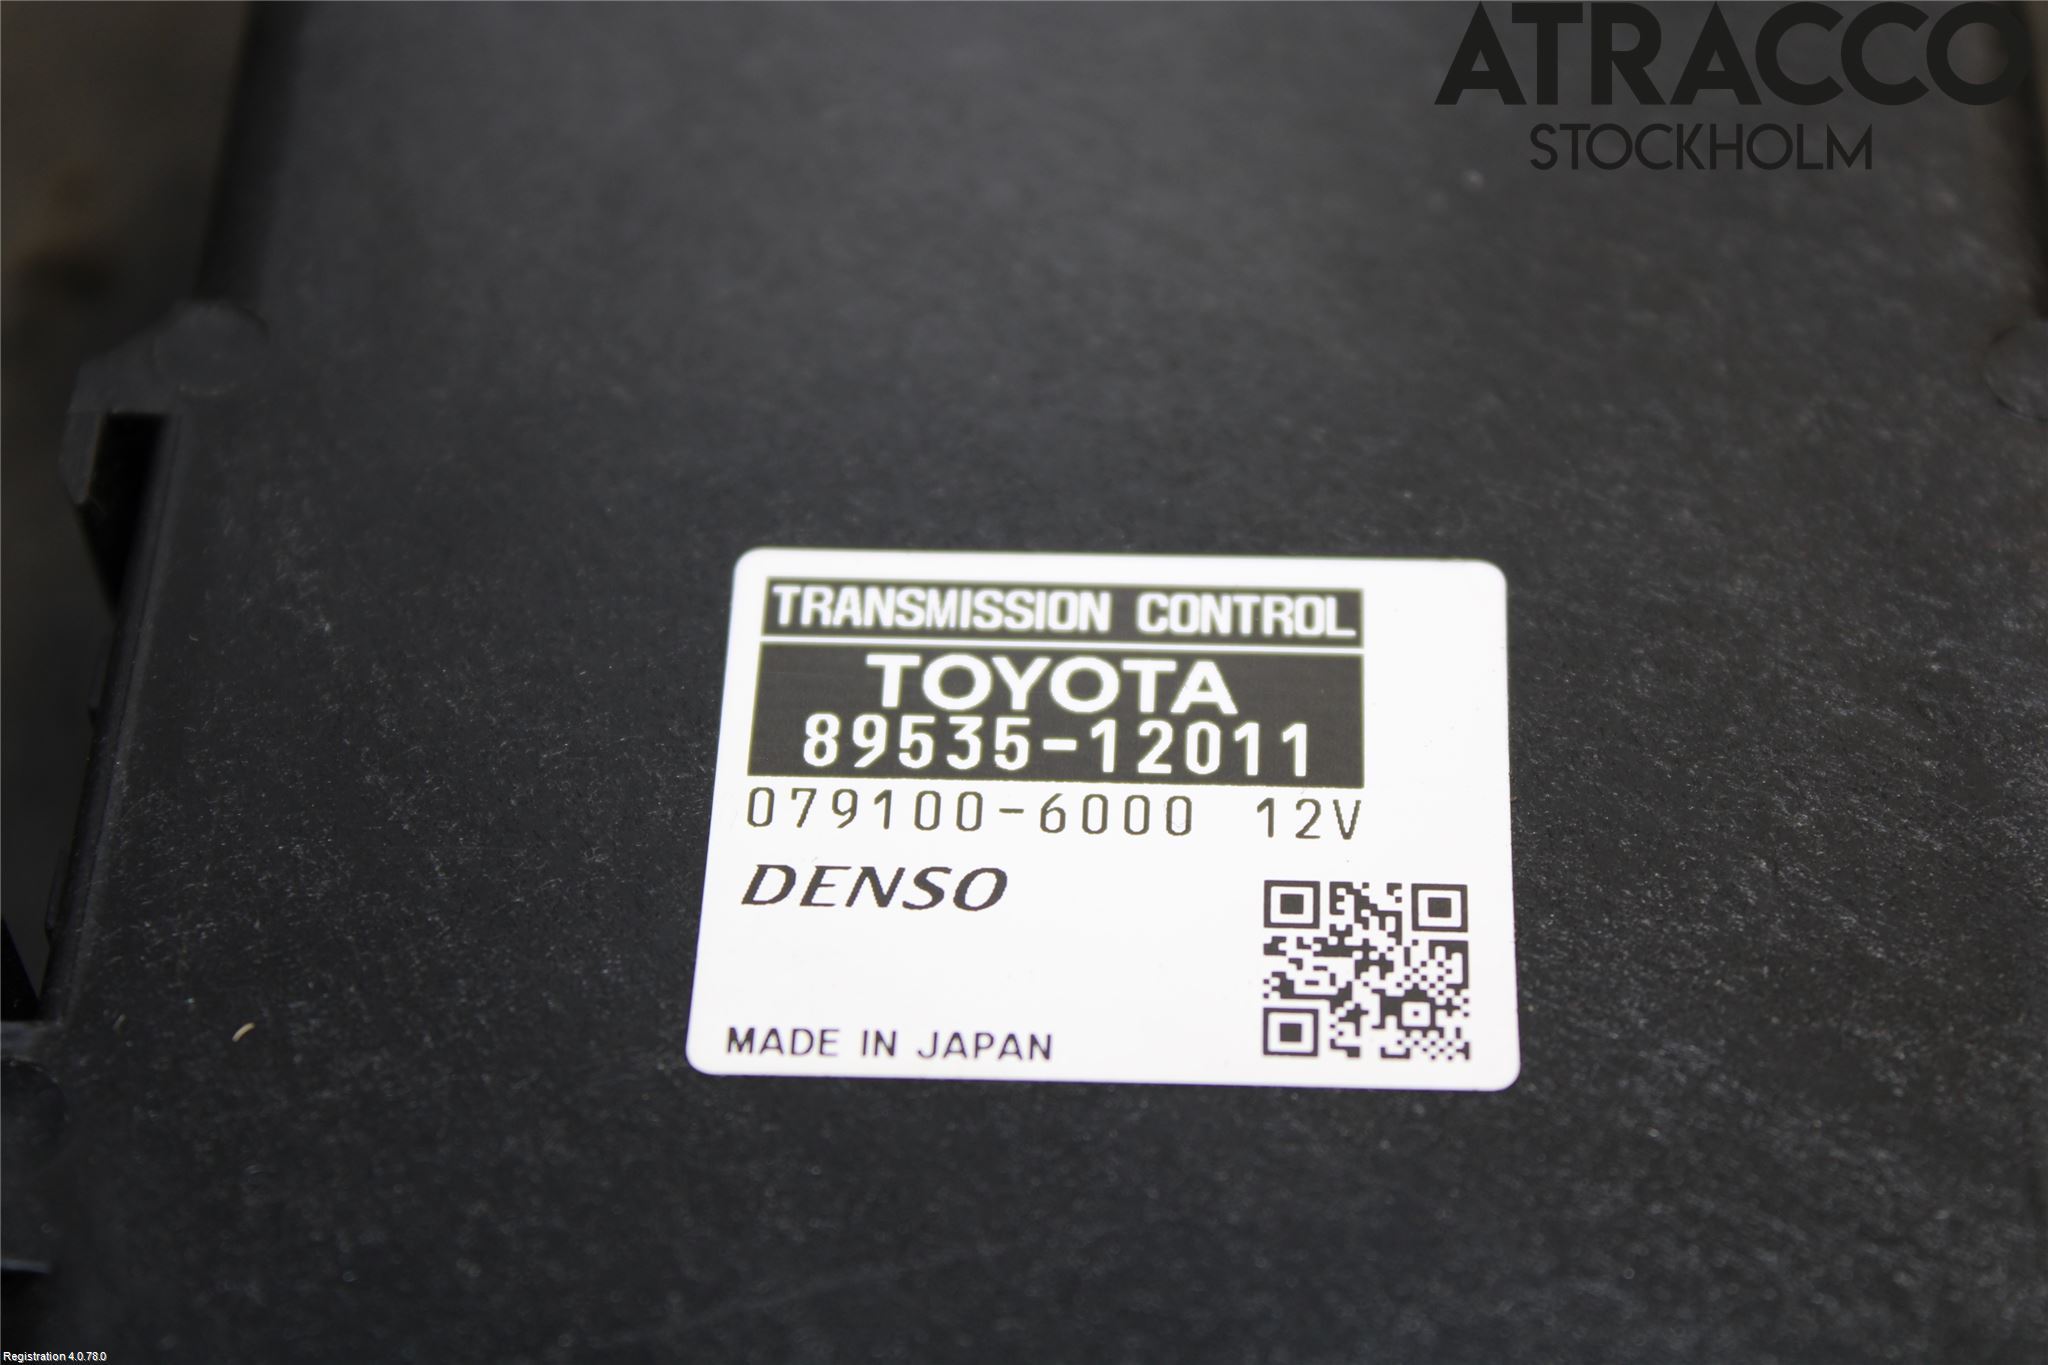 ATRACCO
STOCKHOLM
TRANSMISSION CONTROL
TOYOTA
89535-12011
079100-6000 12V
DENSO
MADE IN JAPAN
Registration 4.0.78.0